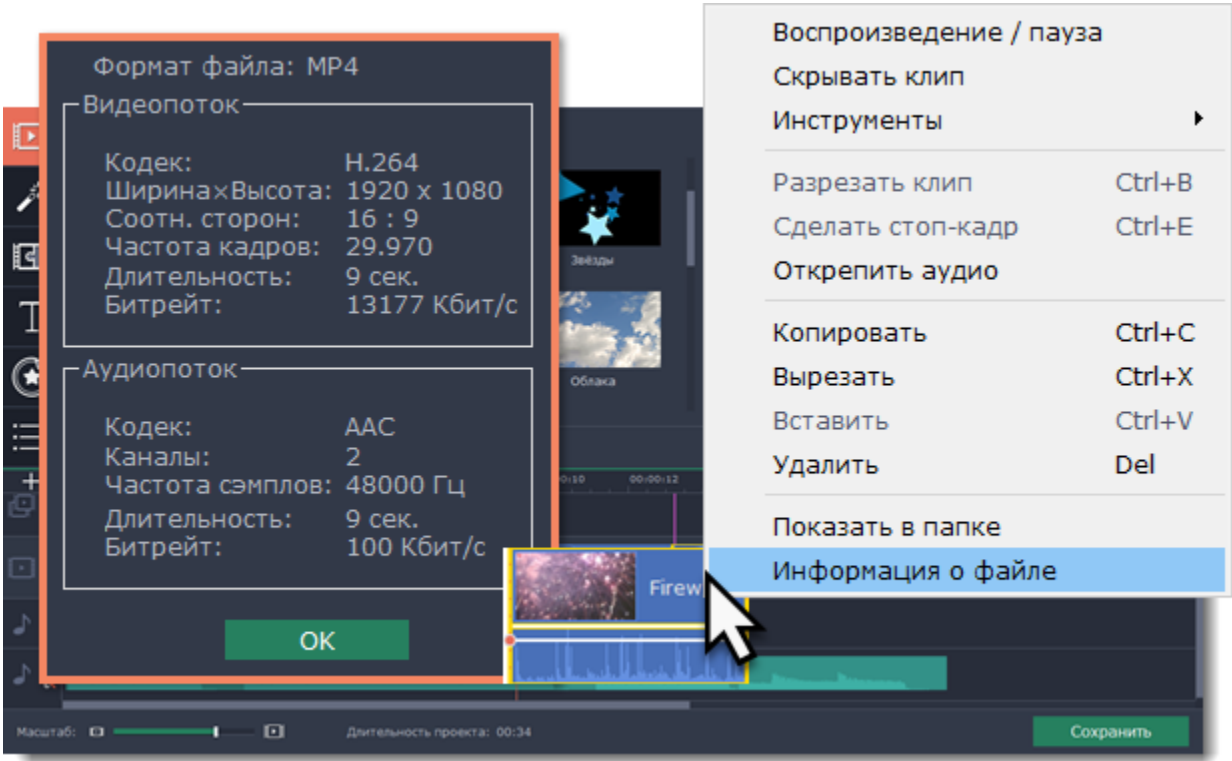 Формат файла: MP4
Видеопоток
Кодек: H.264
Ширина×Высота: 1920 x 1080
Соотн. сторон: 16 : 9
Частота кадров: 29.970
Длительность: 9 сек.
Битрейт: 13177 Кбит/с
Аудиопоток
Кодек: AAC
Каналы: 2
Частота сэмплов: 48000 Гц
Длительность: 9 сек.
Битрейт: 100 Кбит/с
OK
Звёзды
Облака
00:00:12
Firew
Воспроизведение / пауза
Скрывать клип
Инструменты
Разрезать клип Ctrl+B
Сделать стоп-кадр Ctrl+E
Открепить аудио
Копировать Ctrl+C
Вырезать Ctrl+X
Вставить Ctrl+V
Удалить Del
Показать в папке
Информация о файле
Масштаб: Длительность проекта: 00:34 Сохранить